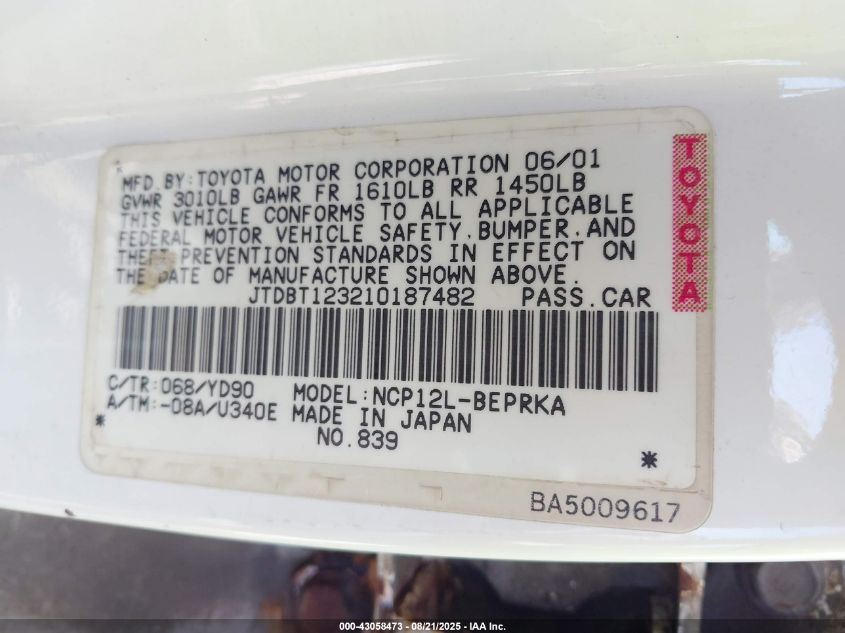 MFD. BY: TOYOTA MOTOR CORPORATION 06/01
GVWR 3010LB GAWR FR 1610LB RR 1450LB
THIS VEHICLE CONFORMS TO ALL APPLICABLE
FEDERAL MOTOR VEHICLE SAFETY, BUMPER, AND
THEFT PREVENTION STANDARDS IN EFFECT ON
THE DATE OF MANUFACTURE SHOWN ABOVE.
JTDBT123210187482 PASS. CAR
C/TR: 068/YD90 MODEL: NCP12L-BEPRKA
A/TM: -08A/U340E MADE IN JAPAN
* NO. 839 *
TOYOTA
BA5009617
000-43058473 - 08/21/2025 - IAA Inc.